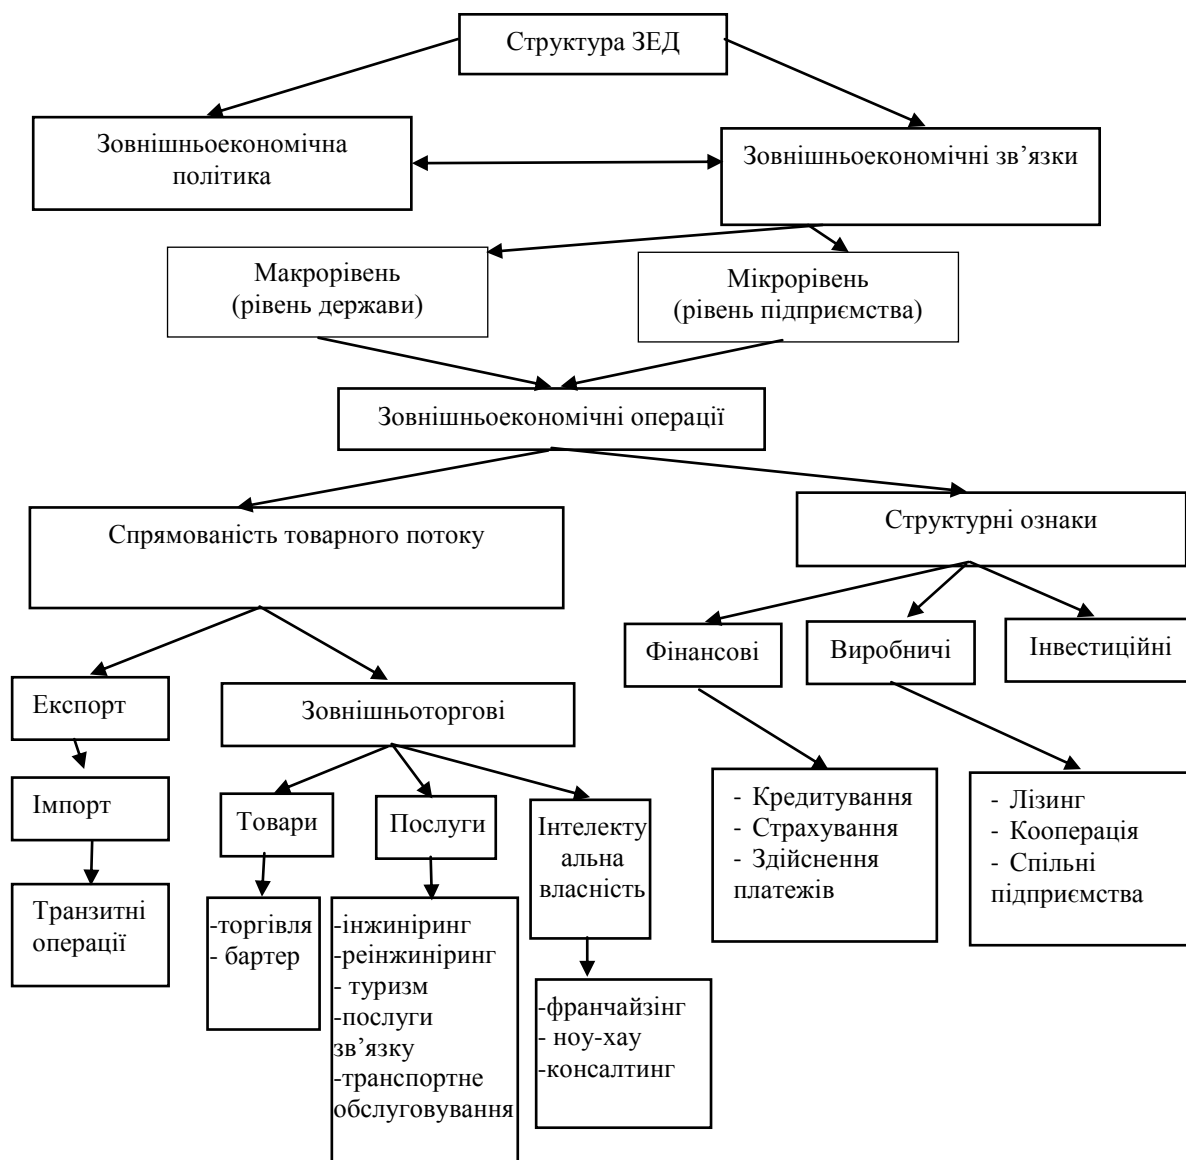 Структура ЗЕД
Зовнішньоекономічна
політика
Зовнішньоекономічні зв’язки
Макрорівень
(рівень держави)
Мікрорівень
(рівень підприємства)
Зовнішньоекономічні операції
Спрямованість товарного потоку
Структурні ознаки
Фінансові
Виробничі
Інвестиційні
Експорт
Зовнішньоторгові
Імпорт
Транзитні
операції
Товари
Послуги
Інтелекту
альна
власність
- Кредитування
- Страхування
- Здійснення
платежів
- Лізинг
- Кооперація
- Спільні
підприємства
-торгівля
- бартер
-інжиніринг
-реінжиніринг
- туризм
-послуги
зв’язку
-транспортне
обслуговування
-франчайзінг
- ноу-хау
-консалтинг